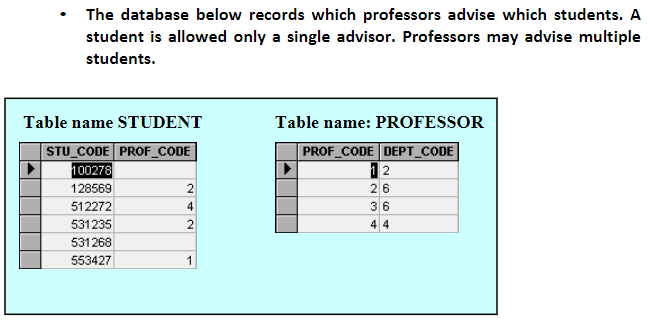 • The database below records which professors advise which students. A
student is allowed only a single advisor. Professors may advise multiple
students.
Table name STUDENT
STU_CODE PROF_CODE
100278
128569 2
512272 4
531235 2
531268
553427 1
Table name: PROFESSOR
PROF_CODE DEPT_CODE
1 2
2 6
3 6
4 4